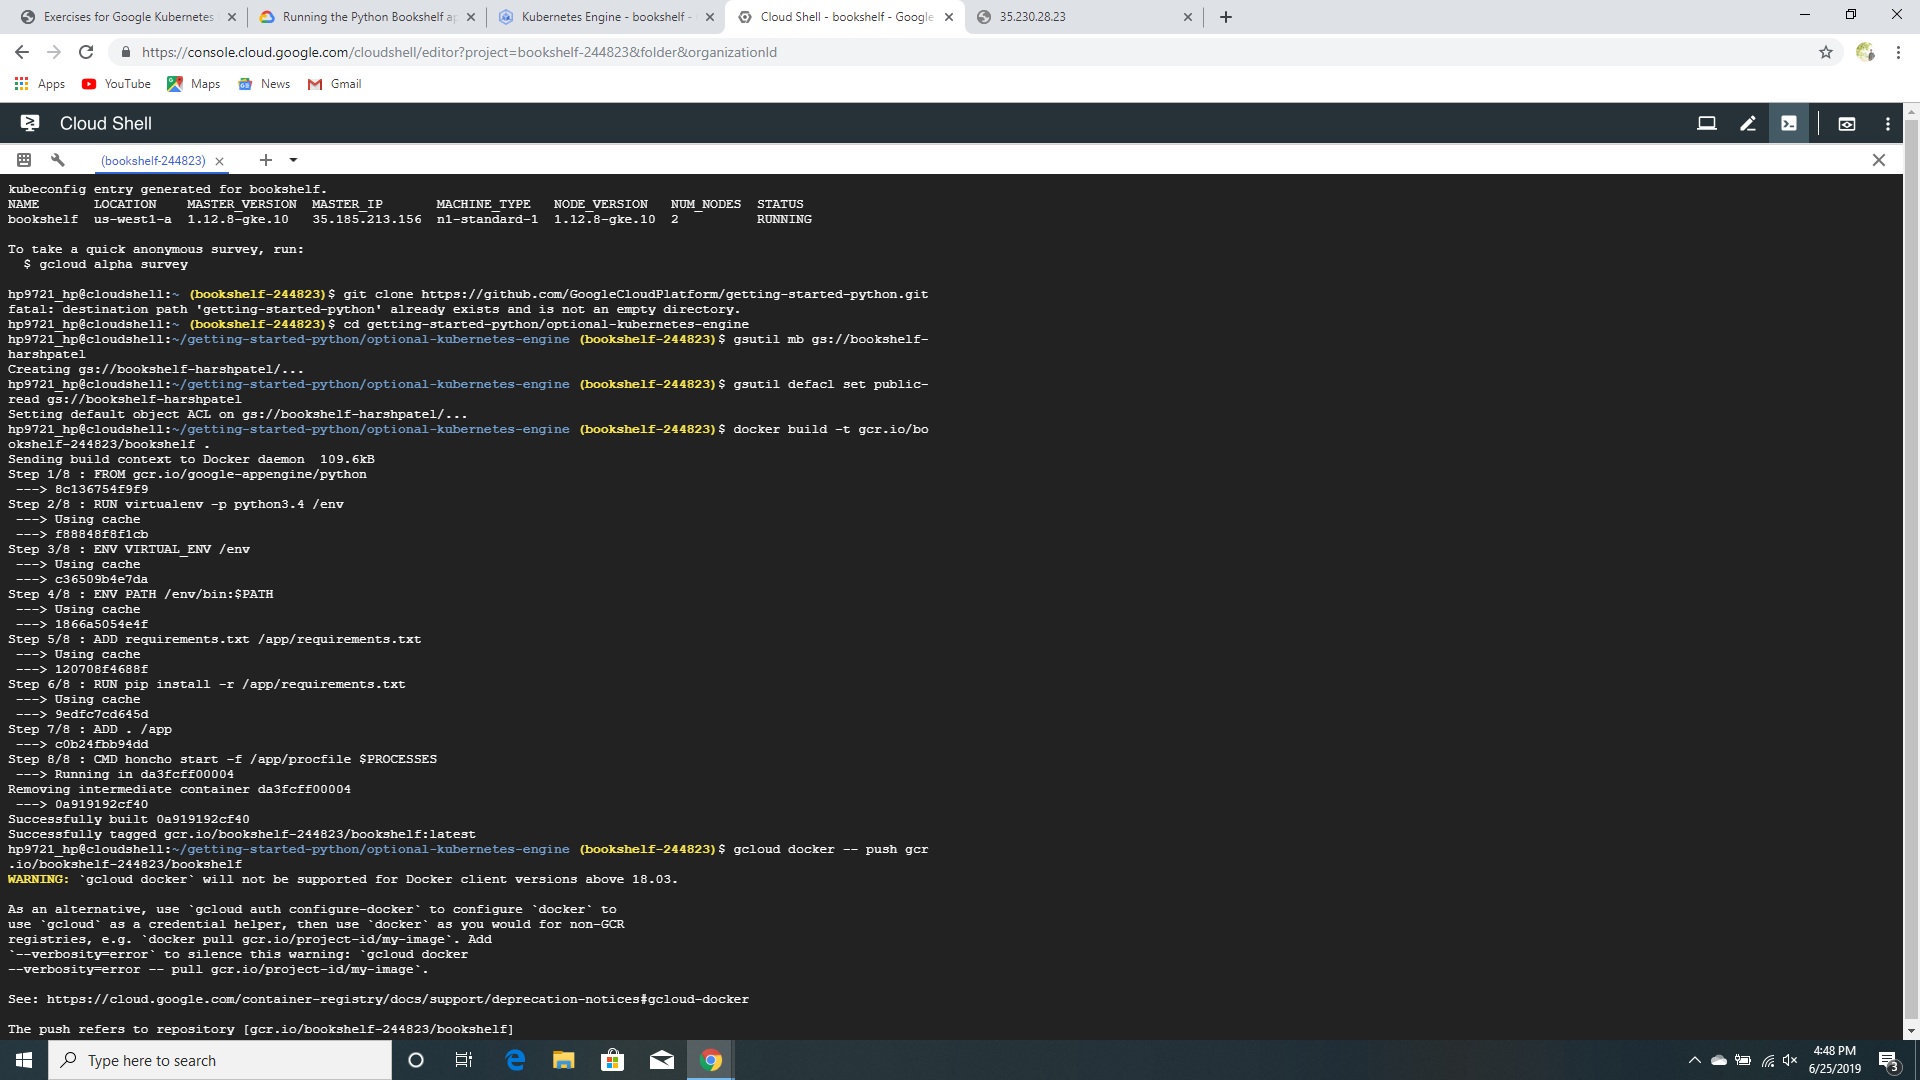 Exercises for Google Kubernetes
Running the Python Bookshelf ap
Kubernetes Engine - bookshelf -
Cloud Shell - bookshelf - Google
35.230.28.23
https://console.cloud.google.com/cloudshell/editor?project=bookshelf-244823&folder&organizationId
Apps
YouTube
Maps
News
Gmail
Cloud Shell
(bookshelf-244823)
kubeconfig entry generated for bookshelf.
NAME LOCATION MASTER_VERSION MASTER_IP MACHINE_TYPE NODE_VERSION NUM_NODES STATUS
bookshelf us-west1-a 1.12.8-gke.10 35.185.213.156 n1-standard-1 1.12.8-gke.10 2 RUNNING
To take a quick anonymous survey, run:
$ gcloud alpha survey
hp9721_hp@cloudshell:~ (bookshelf-244823)$ git clone https://github.com/GoogleCloudPlatform/getting-started-python.git
fatal: destination path 'getting-started-python' already exists and is not an empty directory.
hp9721_hp@cloudshell:~ (bookshelf-244823)$ cd getting-started-python/optional-kubernetes-engine
hp9721_hp@cloudshell:~/getting-started-python/optional-kubernetes-engine (bookshelf-244823)$ gsutil mb gs://bookshelf-
harshpatel
Creating gs://bookshelf-harshpatel/...
hp9721_hp@cloudshell:~/getting-started-python/optional-kubernetes-engine (bookshelf-244823)$ gsutil defacl set public-
read gs://bookshelf-harshpatel
Setting default object ACL on gs://bookshelf-harshpatel/...
hp9721_hp@cloudshell:~/getting-started-python/optional-kubernetes-engine (bookshelf-244823)$ docker build -t gcr.io/bo
okshelf-244823/bookshelf .
Sending build context to Docker daemon 109.6kB
Step 1/8 : FROM gcr.io/google-appengine/python
---> 8c136754f9f9
Step 2/8 : RUN virtualenv -p python3.4 /env
---> Using cache
---> f88848f8f1cb
Step 3/8 : ENV VIRTUAL_ENV /env
---> Using cache
---> c36509b4e7da
Step 4/8 : ENV PATH /env/bin:$PATH
---> Using cache
---> 1866a5054e4f
Step 5/8 : ADD requirements.txt /app/requirements.txt
---> Using cache
---> 120708f4688f
Step 6/8 : RUN pip install -r /app/requirements.txt
---> Using cache
---> 9edfc7cd645d
Step 7/8 : ADD . /app
---> c0b24fbb94dd
Step 8/8 : CMD honcho start -f /app/procfile $PROCESSES
---> Running in da3fcff00004
Removing intermediate container da3fcff00004
---> 0a919192cf40
Successfully built 0a919192cf40
Successfully tagged gcr.io/bookshelf-244823/bookshelf:latest
hp9721_hp@cloudshell:~/getting-started-python/optional-kubernetes-engine (bookshelf-244823)$ gcloud docker -- push gcr
.io/bookshelf-244823/bookshelf
WARNING: `gcloud docker` will not be supported for Docker client versions above 18.03.
As an alternative, use `gcloud auth configure-docker` to configure `docker` to
use `gcloud` as a credential helper, then use `docker` as you would for non-GCR
registries, e.g. `docker pull gcr.io/project-id/my-image`. Add
`--verbosity=error` to silence this warning: `gcloud docker
--verbosity=error -- pull gcr.io/project-id/my-image`.
See: https://cloud.google.com/container-registry/docs/support/deprecation-notices#gcloud-docker
The push refers to repository [gcr.io/bookshelf-244823/bookshelf]
Type here to search
4:48 PM
6/25/2019
3